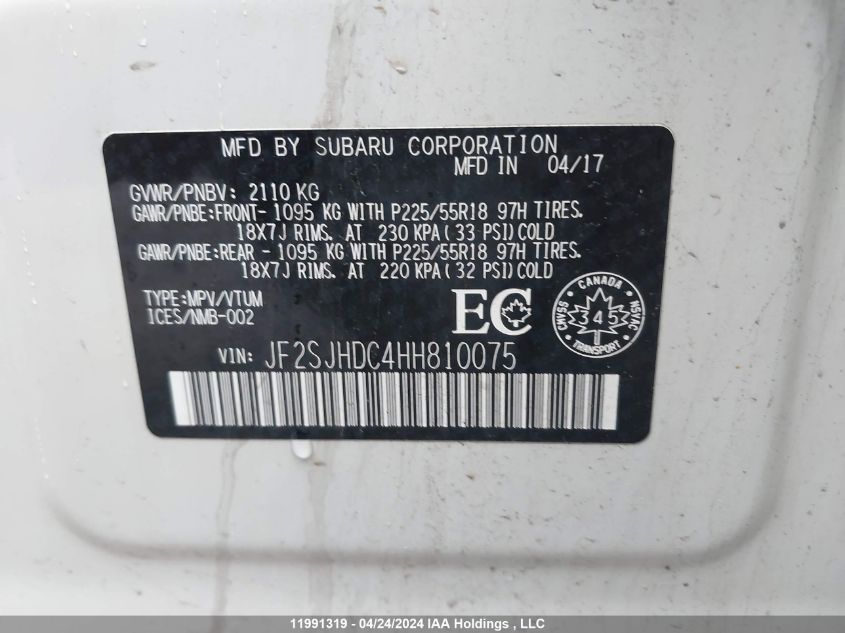 MFD BY SUBARU CORPORATION
MFD IN 04/17
GVWR/PNBV: 2110 KG
GAWR/PNBE:FRONT- 1095 KG WITH P225/55R18 97H TIRES.
18X7J RIMS. AT 230 KPA(33 PSI)COLD
GAWR/PNBE:REAR - 1095 KG WITH P225/55R18 97H TIRES.
18X7J RIMS. AT 220 KPA(32 PSI)COLD
TYPE:MPV/VTUM
ICES/NMB-002
EC
CANADA
CNVSS 345 NSVAC
TRANSPORT
VIN: JF2SJHDC4HH810075
11991319 - 04/24/2024 IAA Holdings , LLC